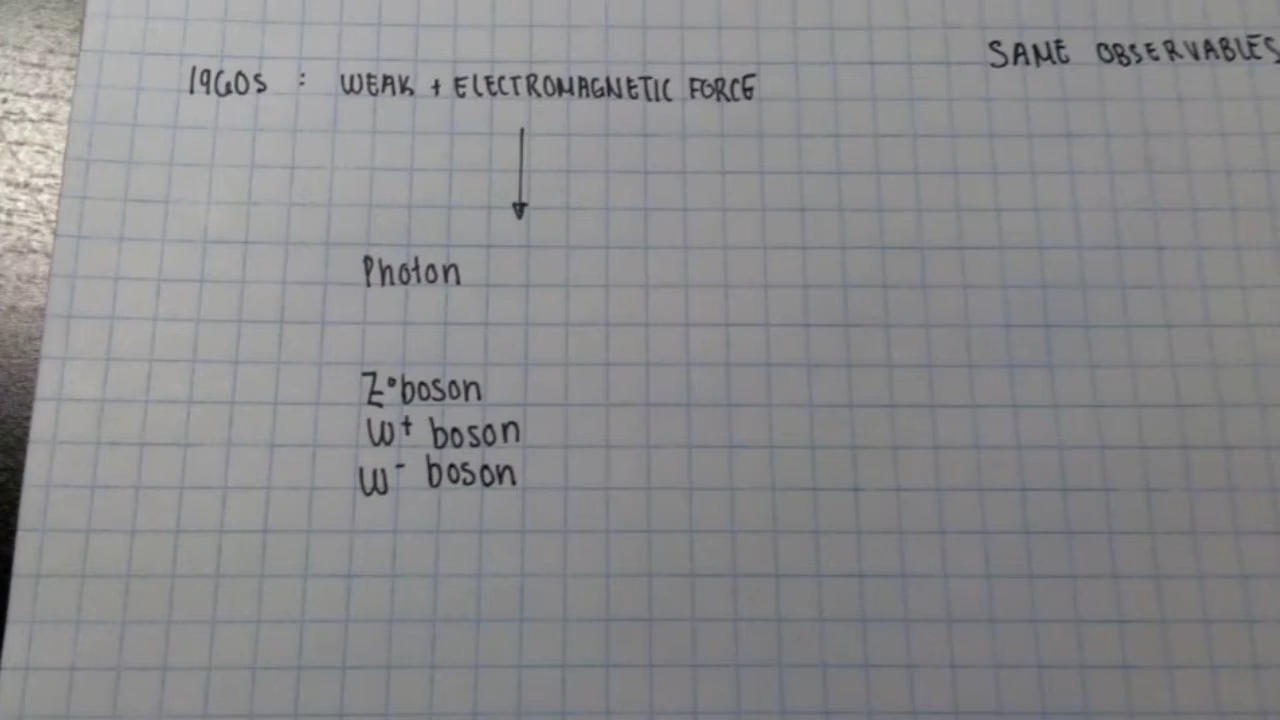 SAME OBSERVABLES
1960s : WEAK + ELECTROMAGNETIC FORCE
Photon
Z° boson
W+ boson
W- boson